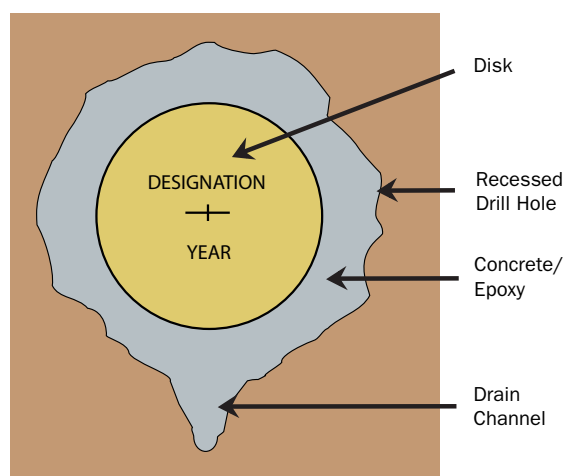 Disk
DESIGNATION
YEAR
Recessed
Drill Hole
Concrete/
Epoxy
Drain
Channel